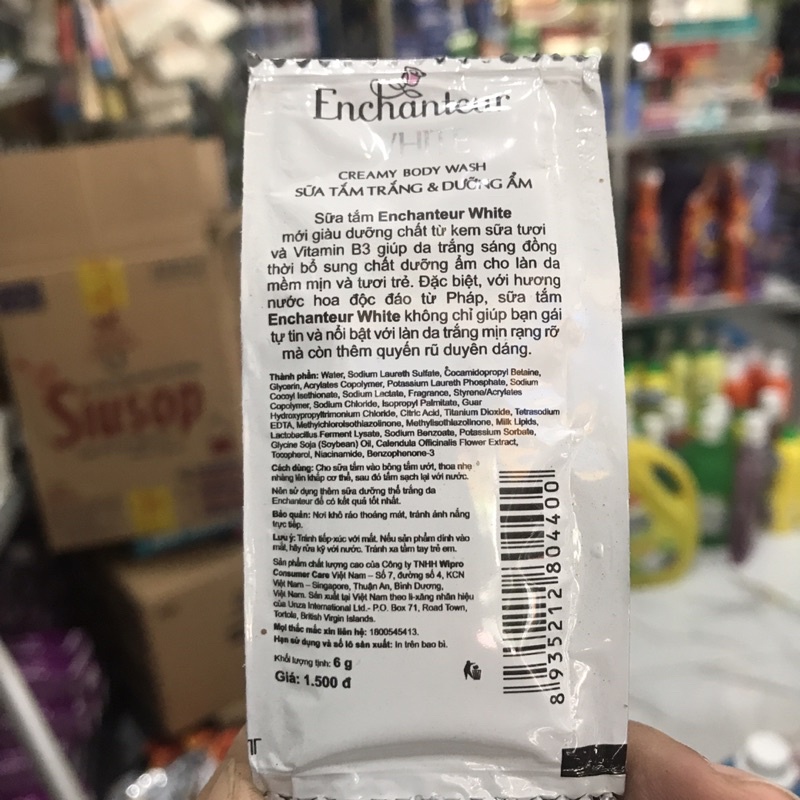 Enchanteur
WHITE
CREAMY BODY WASH
SỮA TẮM TRẮNG & DƯỠNG ẨM
Sữa tắm Enchanteur White
mới giàu dưỡng chất từ kem sữa tươi
và Vitamin B3 giúp da trắng sáng đồng
thời bổ sung chất dưỡng ẩm cho làn da
mềm mịn và tươi trẻ. Đặc biệt, với hương
nước hoa độc đáo từ Pháp, sữa tắm
Enchanteur White không chỉ giúp bạn gái
tự tin và nổi bật với làn da trắng mịn rạng rỡ
mà còn thêm quyến rũ duyên dáng.
Thành phần: Water, Sodium Laureth Sulfate, Cocamidopropyl Betaine,
Glycerin, Acrylates Copolymer, Potassium Laureth Phosphate, Sodium
Cocoyl Isethionate, Sodium Lactate, Fragrance, Styrene/Acrylates
Copolymer, Sodium Chloride, Isopropyl Palmitate, Guar
Hydroxypropyltrimonium Chloride, Citric Acid, Titanium Dioxide, Tetrasodium
EDTA, Methylchloroisothiazolinone, Methylisothiazolinone, Milk Lipids,
Lactobacillus Ferment Lysate, Sodium Benzoate, Potassium Sorbate,
Glycine Soja (Soybean) Oil, Calendula Officinalis Flower Extract,
Tocopherol, Niacinamide, Benzophenone-3
Cách dùng: Cho sữa tắm vào bông tắm ướt, thoa nhẹ
nhàng lên khắp cơ thể, sau đó tắm sạch lại với nước.
Nên sử dụng thêm sữa dưỡng thể trắng da
Enchanteur để có kết quả tốt nhất.
Bảo quản: Nơi khô ráo thoáng mát, tránh ánh nắng
trực tiếp.
Lưu ý: Tránh tiếp xúc với mắt. Nếu sản phẩm dính vào
mắt, hãy rửa kỹ với nước. Tránh xa tầm tay trẻ em.
Sản phẩm chất lượng cao của Công ty TNHH Wipro
Consumer Care Việt Nam – Số 7, đường số 4, KCN
Việt Nam – Singapore, Thuận An, Bình Dương,
Việt Nam. Sản xuất tại Việt Nam theo li-xăng nhãn hiệu
của Unza International Ltd.- P.O. Box 71, Road Town,
Tortola, British Virgin Islands.
Mọi thắc mắc xin liên hệ: 1800545413.
Hạn sử dụng và số lô sản xuất: In trên bao bì.
Khối lượng tịnh: 6 g
Giá: 1.500 đ
8 935212 804400